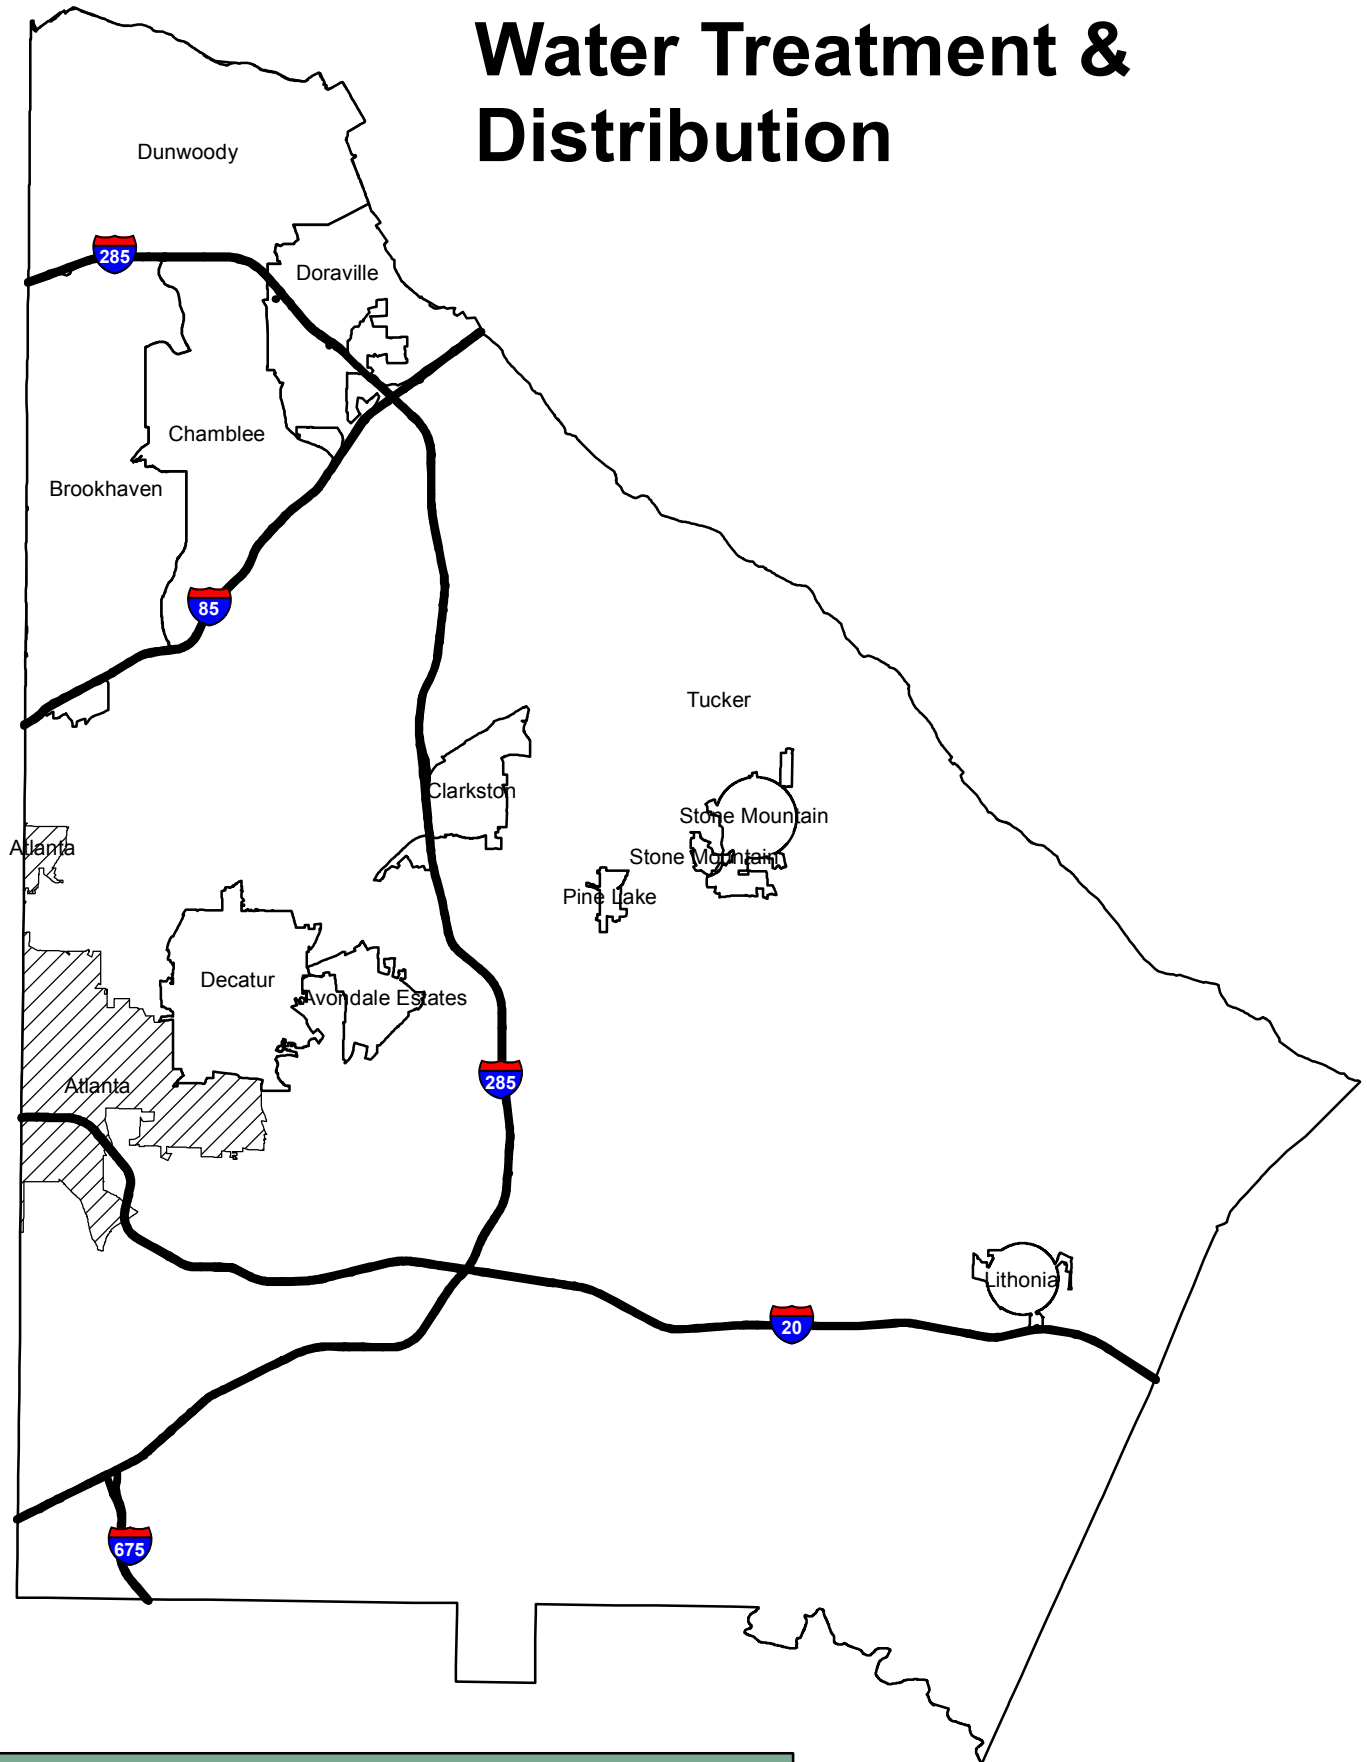 Water Treatment &
Distribution
Dunwoody
285
Doraville
Chamble​e
Brookhaven
85
Tucker
Clarkston
Stone Mountain
Atlanta
Stone Mountain
Pine Lake
Decatur
Avondale Estates
285
Atlanta
Lithonia
20
675